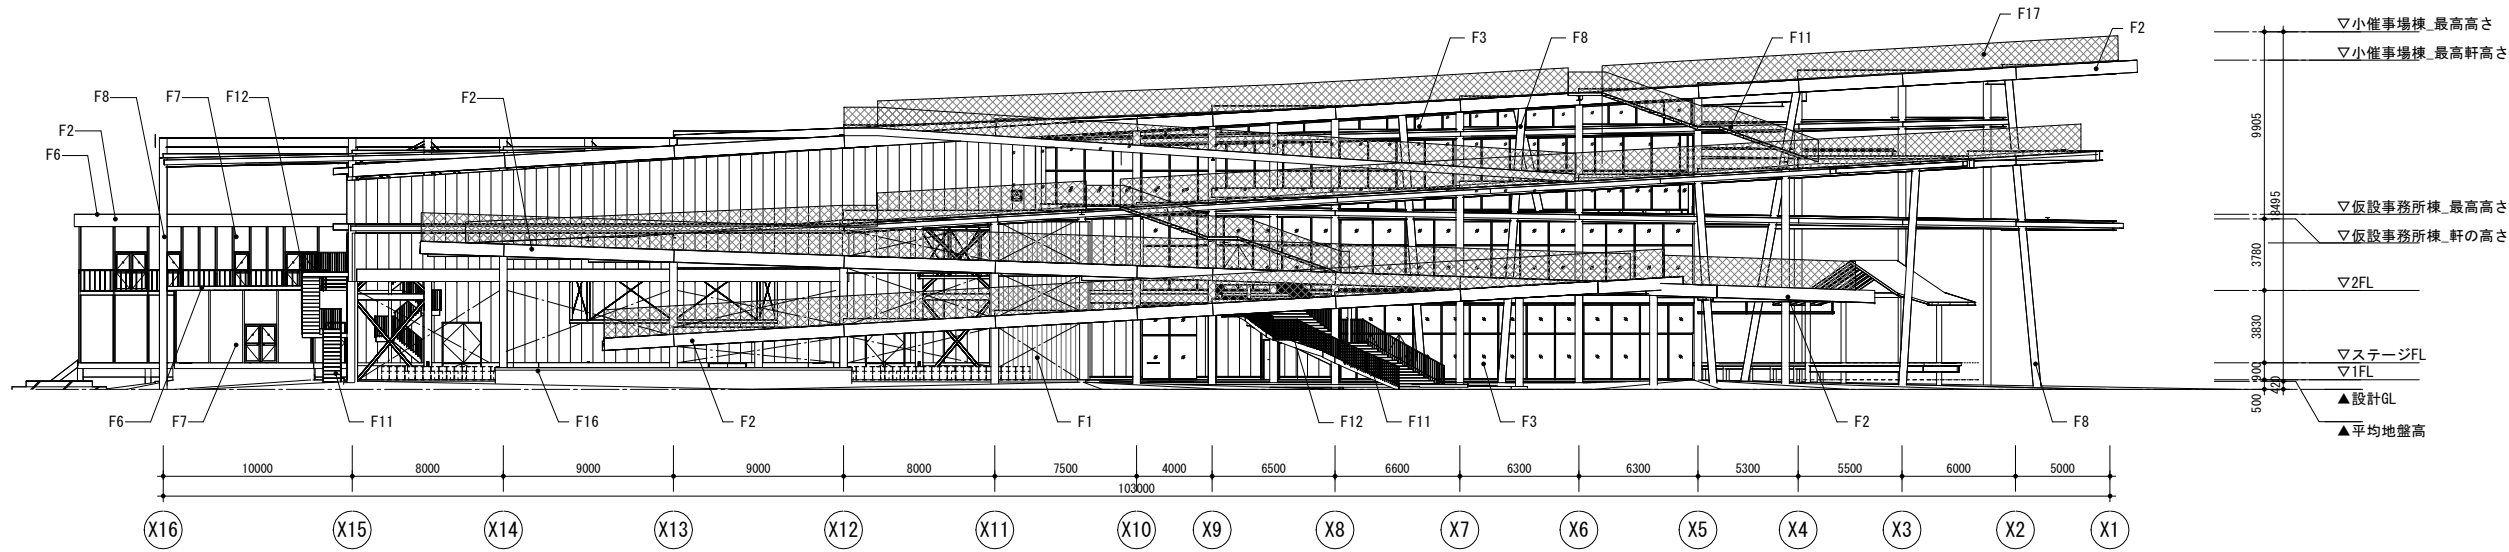 F17
▽小催事場棟_最高高さ
F2
F3
F8
F11
▽小催事場棟_最高軒高さ
F8
F7
F12
F2
F2
F6
9905
18495
▽仮設事務所棟_最高高さ
▽仮設事務所棟_軒の高さ
3780
▽2FL
3830
▽ステージFL
900
▽1FL
420
500
▲設計GL
▲平均地盤高
F6
F7
F11
F16
F2
F1
F12
F11
F3
F2
F8
10000
8000
9000
9000
8000
7500
4000
6500
6600
6300
6300
5300
5500
6000
5000
103000
X16
X15
X14
X13
X12
X11
X10
X9
X8
X7
X6
X5
X4
X3
X2
X1